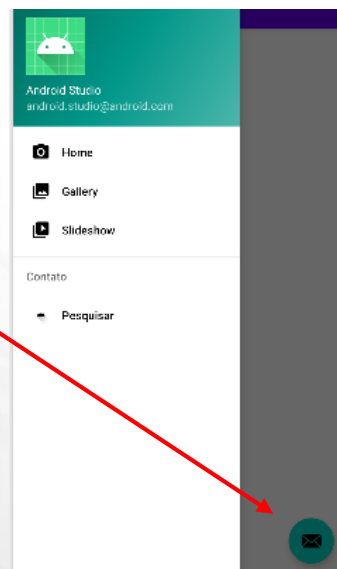 Android Studio
android.studio@android.com
Home
Gallery
Slideshow
Contato
Pesquisar